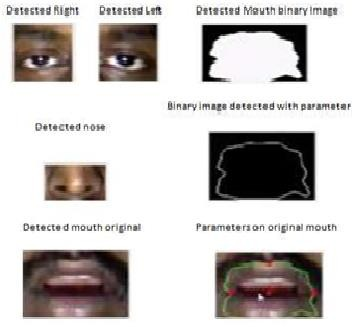 Detected Right
Detected Left
Detected Mouth binary Image
Binary image detected with parameter
Detected nose
Detected mouth original
Parameters on original mouth